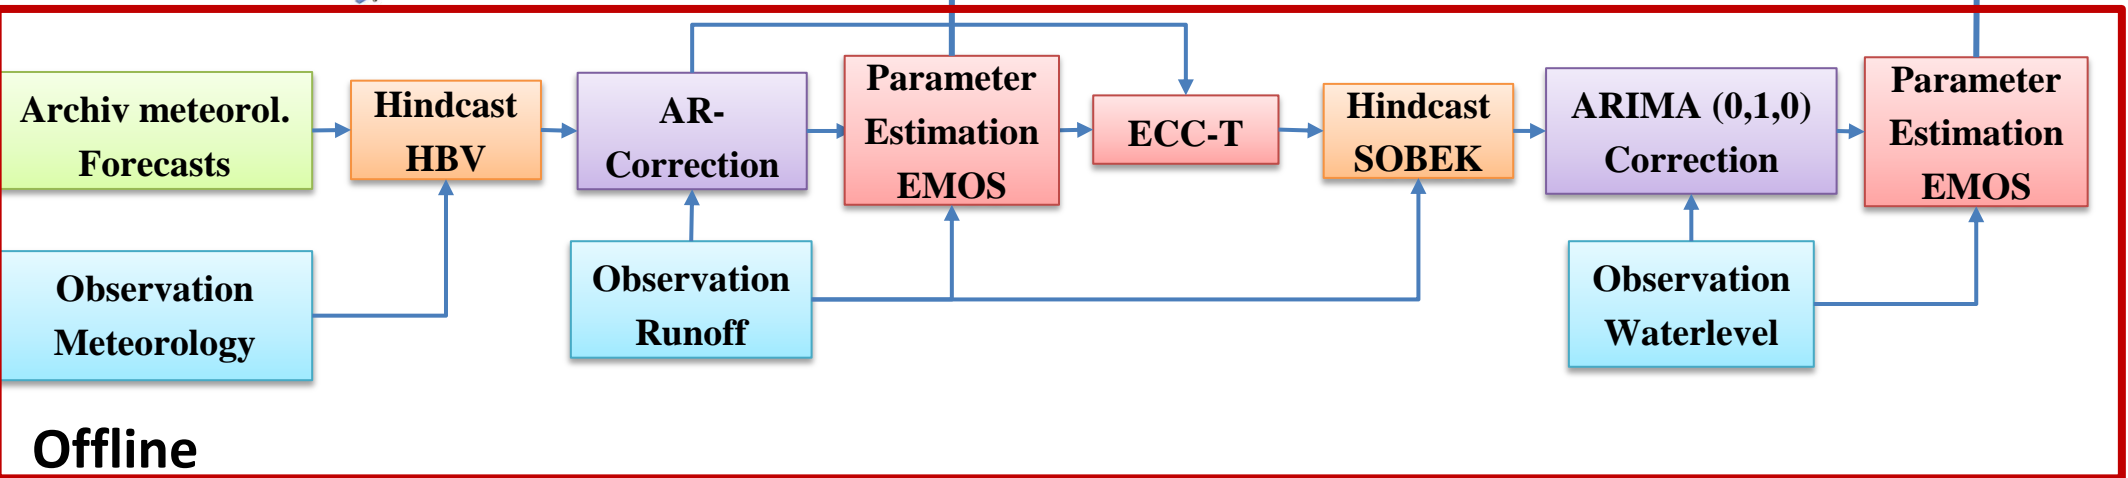 Archiv meteorol.
Forecasts
Hindcast
HBV
AR-
Correction
Parameter
Estimation
EMOS
ECC-T
Hindcast
SOBEK
ARIMA (0,1,0)
Correction
Parameter
Estimation
EMOS
Observation
Meteorology
Observation
Runoff
Observation
Waterlevel
Offline